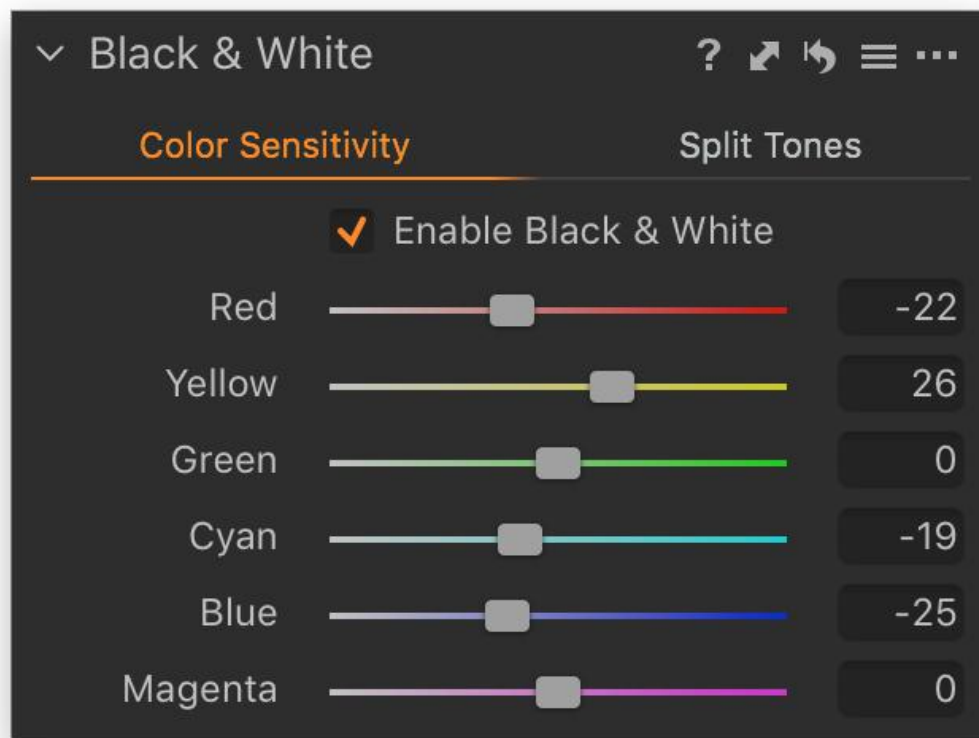 Black & White ?
Color Sensitivity Split Tones
Enable Black & White
Red -22
Yellow 26
Green 0
Cyan -19
Blue -25
Magenta 0